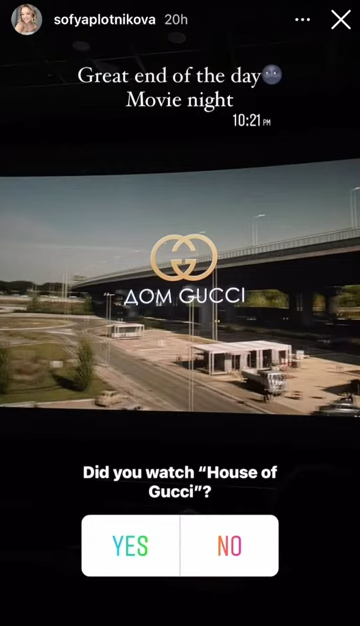 sofyaplotnikova 20h
Great end of the day🌚
Movie night
10:21 PM
ДОМ GUCCI
Did you watch “House of
Gucci”?
YES NO